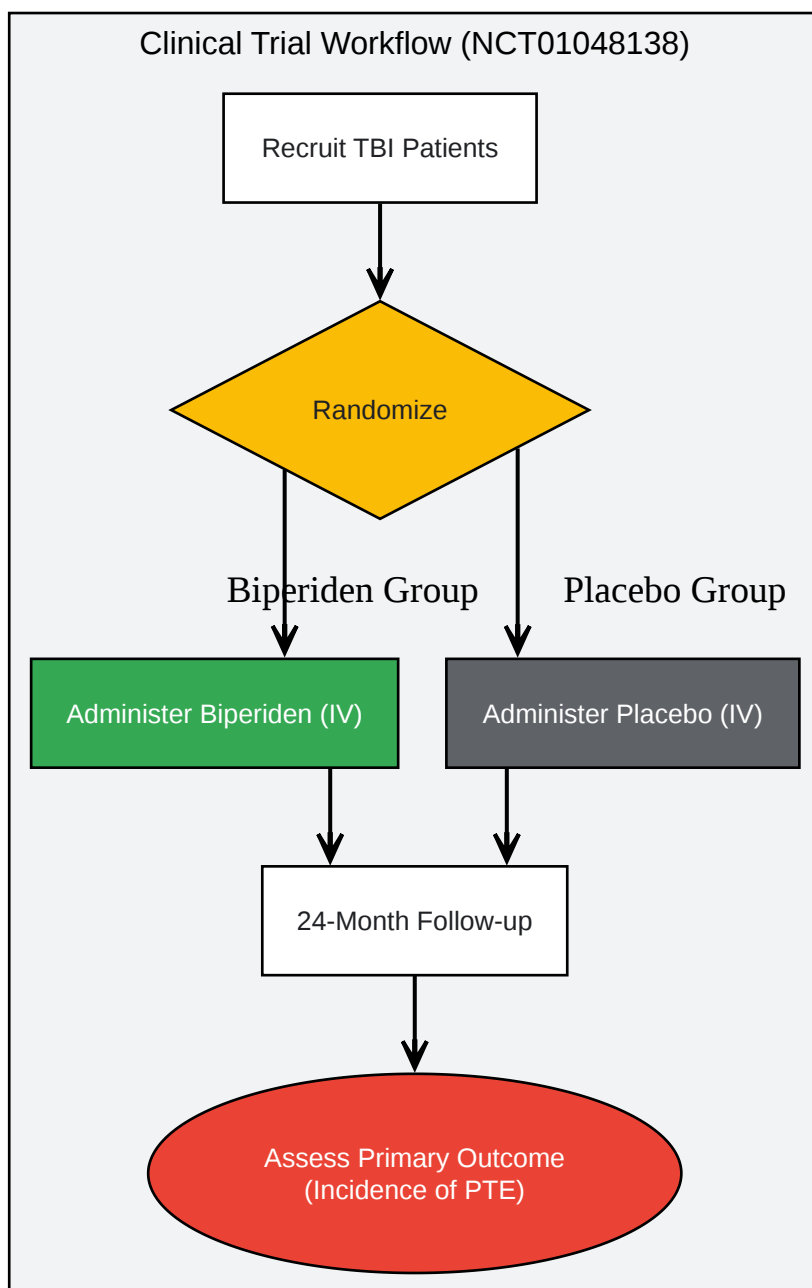 Clinical Trial Workflow (NCT01048138)
Recruit TBI Patients
Randomize
Biperiden Group
Placebo Group
Administer Biperiden (IV)
Administer Placebo (IV)
24-Month Follow-up
Assess Primary Outcome
(Incidence of PTE)